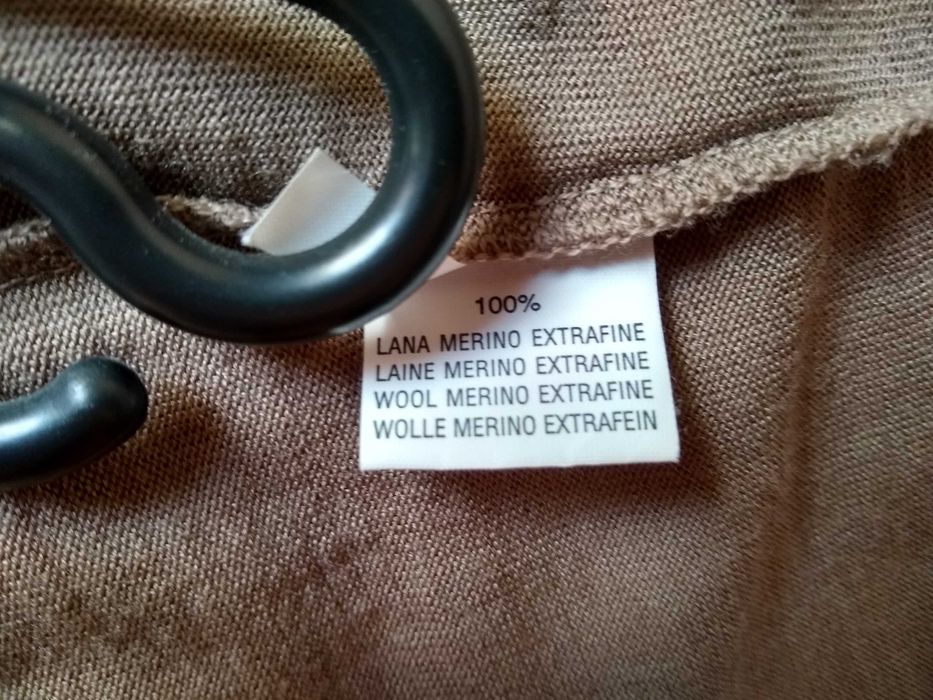 100%
LANA MERINO EXTRAFINE
LAINE MERINO EXTRAFINE
WOOL MERINO EXTRAFINE
WOLLE MERINO EXTRAFEIN